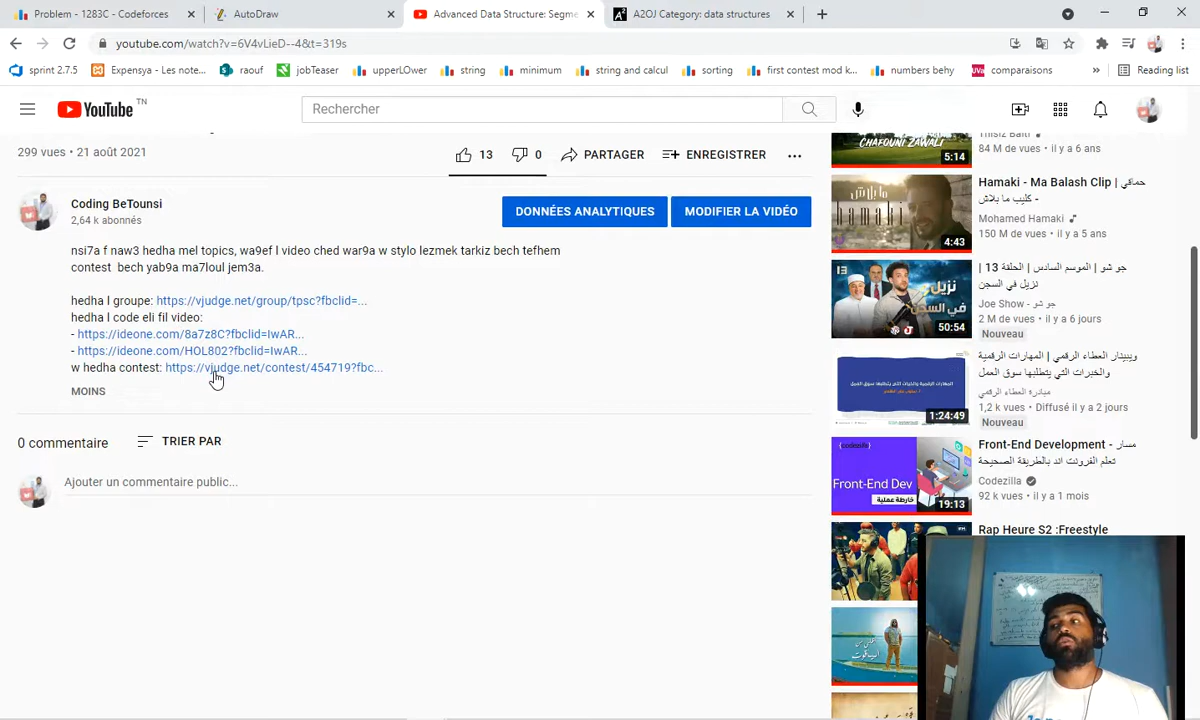 Problem - 1283C - Codeforces
AutoDraw
Advanced Data Structure: Segme
A2OJ Category: data structures
youtube.com/watch?v=6V4vLieD--4&t=319s
sprint 2.7.5
Expensya - Les note...
raouf
jobTeaser
upperLOwer
string
minimum
string and calcul
sorting
first contest mod k...
numbers behy
comparaisons
»
Reading list
YouTube TN
Rechercher
299 vues • 21 août 2021
13
0
PARTAGER
ENREGISTRER
Coding BeTounsi
2,64 k abonnés
DONNÉES ANALYTIQUES
MODIFIER LA VIDÉO
nsi7a f naw3 hedha mel topics, wa9ef l video ched war9a w stylo lezmek tarkiz bech tefhem
contest bech yab9a ma7loul jem3a.
hedha l groupe: https://vjudge.net/group/tpsc?fbclid=...
hedha l code eli fil video:
- https://ideone.com/8a7z8C?fbclid=IwAR...
- https://ideone.com/HOL802?fbclid=IwAR...
w hedha contest: https://vjudge.net/contest/454719?fbc...
MOINS
0 commentaire
TRIER PAR
Ajouter un commentaire public...
CHAFOUNI ZAWALI
5:14
84 M de vues • il y a 6 ans
hamaki
4:43
Hamaki - Ma Balash Clip | حماقي
- كليب ما بلاش
Mohamed Hamaki
150 M de vues • il y a 7 ans
13
نزيل
في السجن
50:54
جو شو | الموسم السادس | الحلقة 13 |
نزيل في السجن
Joe Show
2 M de vues • il y a 6 jours
Nouveau
1:24:49
ويبينار العطاء الرقمي | المهارات الرقمية
والخبرات التي يتطلبها سوق العمل
مبادرة العطاء الرقمي
1,2 k vues • Diffusé il y a 2 jours
Nouveau
{codezilla}
Front-End Dev
خارطة عملية
19:13
Front-End Development - مسار
تعلم الفرونت اند بالطريقة الصحيحة
Codezilla
92 k vues • il y a 1 mois
Rap Heure S2 :Freestyle